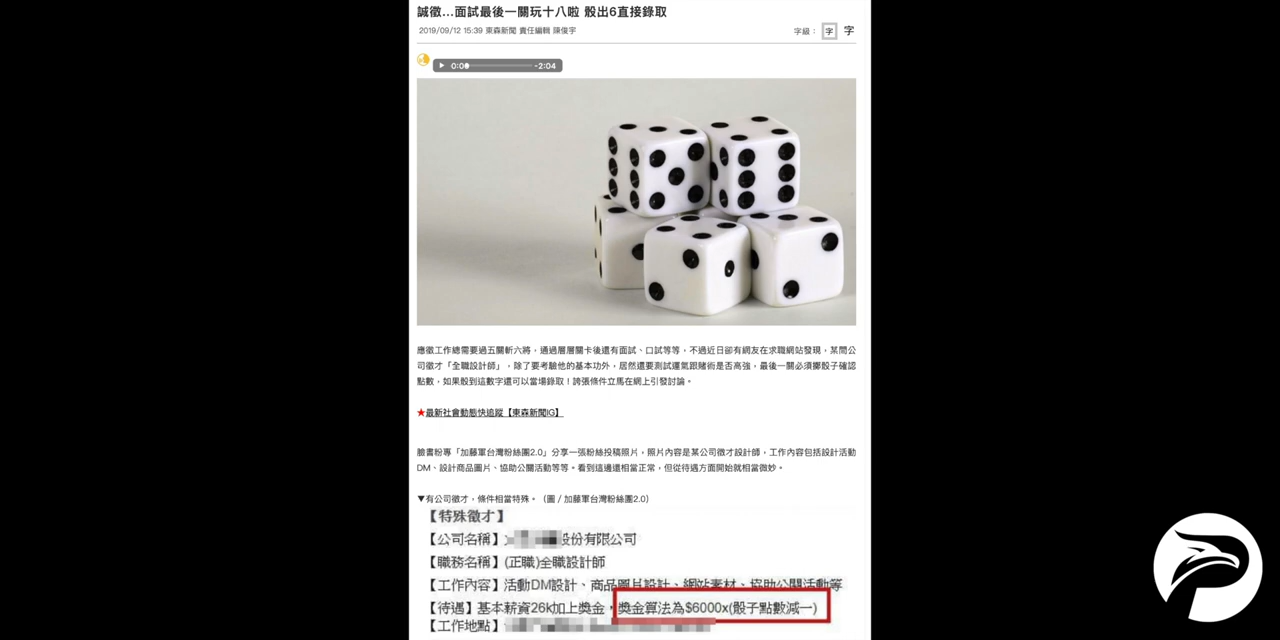 誠徵...面試最後一關玩十八啦 骰出6直接錄取
2019/09/12 15:39 東森新聞 責任編輯 陳俊宇
字級： 字 字
0:00 -2:04
應徵工作總需要過五關斬六將，通過層層關卡後還有面試、口試等等，不過近日卻有網友在求職網站發現，某間公
司徵才「全職設計師」，除了要考驗他的基本功外，居然還要測試運氣跟賭術是否高強，最後一關必須擲骰子確認
點數，如果骰到這數字還可以當場錄取！誇張條件立馬在網上引發討論。
★最新社會動態快追蹤【東森新聞IG】
臉書粉專「加藤軍台灣粉絲團2.0」分享一張粉絲投稿照片，照片內容是某公司徵才設計師，工作內容包括設計活動
DM、設計商品圖片、協助公關活動等等。看到這邊還相當正常，但從待遇方面開始就相當微妙。
▼有公司徵才，條件相當特殊。（圖／加藤軍台灣粉絲團2.0）
【特殊徵才】
【公司名稱】股份有限公司
【職務名稱】(正職)全職設計師
【工作內容】活動DM設計、商品圖片設計、網站素材、協助公關活動等
【待遇】基本薪資26k加上獎金，獎金算法為$6000x(骰子點數減一)
【工作地點】